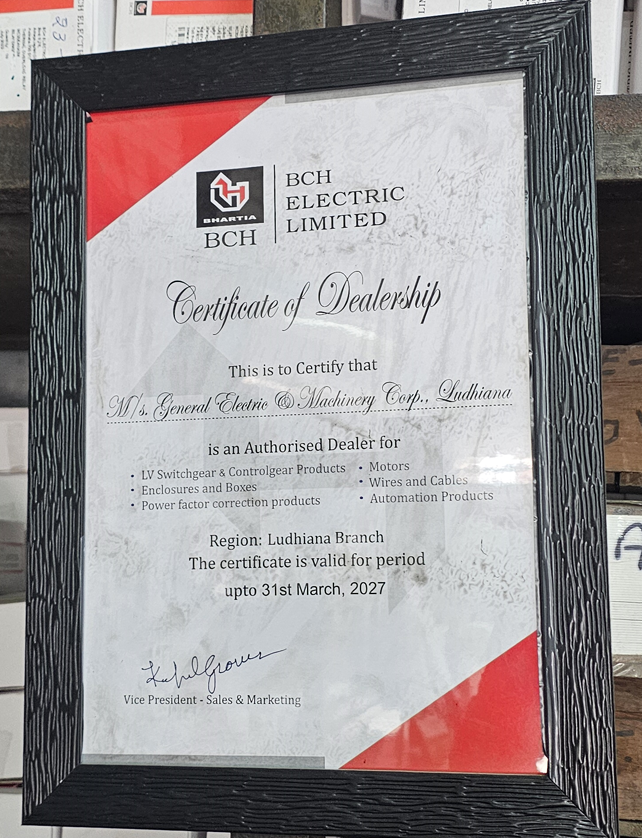 BHARTIA
BCH
BCH
ELECTRIC
LIMITED
Certificate of Dealership
This is to Certify that
M/s. General Electric & Machinery Corp., Ludhiana
is an Authorised Dealer for
• LV Switchgear & Controlgear Products
• Enclosures and Boxes
• Power factor correction products
• Motors
• Wires and Cables
• Automation Products
Region: Ludhiana Branch
The certificate is valid for period
upto 31st March, 2027
Vice President - Sales & Marketing